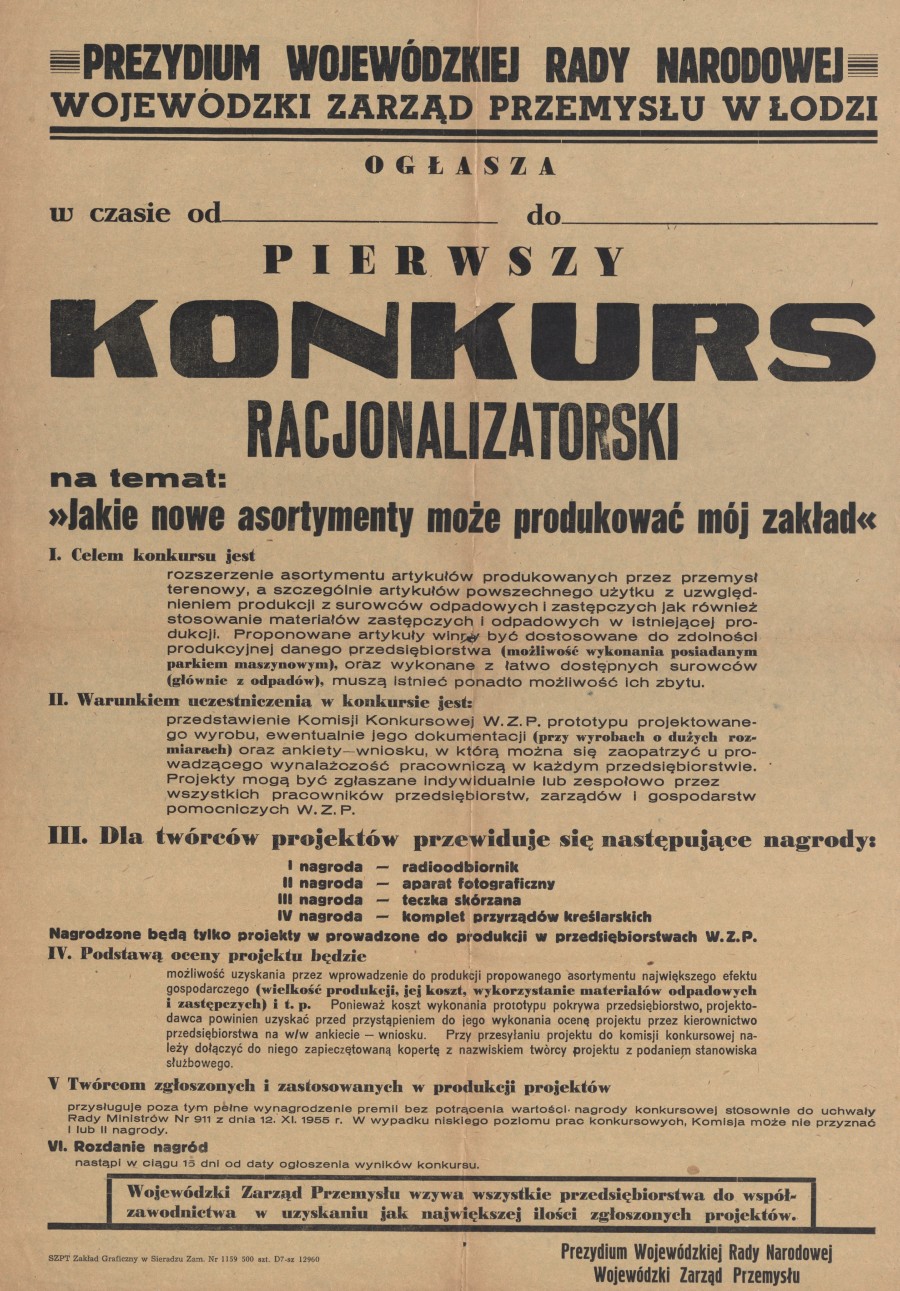 PREZYDIUM WOJEWÓDZKIEJ RADY NARODOWEJ
WOJEWÓDZKI ZARZĄD PRZEMYSŁU W ŁODZI
OGŁASZA
w czasie od do
PIERWSZY
KONKURS
RACJONALIZATORSKI
na temat:
»Jakie nowe asortymenty może produkować mój zakład«
I. Celem konkursu jest
rozszerzenie asortymentu artykułów produkowanych przez przemysł
terenowy, a szczególnie artykułów powszechnego użytku z uzwględ-
nieniem produkcji z surowców odpadowych i zastępczych jak również
stosowanie materiałów zastępczych i odpadowych w istniejącej pro-
dukcji. Proponowane artykuły winny być dostosowane do zdolności
produkcyjnej danego przedsiębiorstwa (możliwość wykonania posiadanym
parkiem maszynowym), oraz wykonane z łatwo dostępnych surowców
(głównie z odpadów), muszą istnieć ponadto możliwość ich zbytu.
II. Warunkiem uczestniczenia w konkursie jest:
przedstawienie Komisji Konkursowej W.Z.P. prototypu projektowane-
go wyrobu, ewentualnie jego dokumentacji (przy wyrobach o dużych roz-
miarach) oraz ankiety—wniosku, w którą można się zaopatrzyć u pro-
wadzącego wynalażczość pracowniczą w każdym przedsiębiorstwie.
Projekty mogą być zgłaszane indywidualnie lub zespołowo przez
wszystkich pracowników przedsiębiorstw, zarządów i gospodarstw
pomocniczych W.Z.P.
III. Dla twórców projektów przewiduje się następujące nagrody:
I nagroda — radioodbiornik
II nagroda — aparat fotograficzny
III nagroda — teczka skórzana
IV nagroda — komplet przyrządów kreślarskich
Nagrodzone będą tylko projekty w prowadzone do produkcji w przedsiębiorstwach W.Z.P.
IV. Podstawą oceny projektu będzie
możliwość uzyskania przez wprowadzenie do produkcji propowanego asortymentu największego efektu
gospodarczego (wielkość produkcji, jej koszt, wykorzystanie materiałów odpadowych
i zastępczych) i t. p. Ponieważ koszt wykonania prototypu pokrywa przedsiębiorstwo, projekto-
dawca powinien uzyskać przed przystąpieniem do jego wykonania ocenę projektu przez kierownictwo
przedsiębiorstwa na w/w ankiecie — wniosku. Przy przesyłaniu projektu do komisji konkursowej na-
leży dołączyć do niego zapieczętowaną kopertę z nazwiskiem twórcy projektu z podaniem stanowiska
służbowego.
V Twórcom zgłoszonych i zastosowanych w produkcji projektów
przysługuje poza tym pełne wynagrodzenie premii bez potrącenia wartości nagrody konkursowej stosownie do uchwały
Rady Ministrów Nr 911 z dnia 12. XI. 1955 r. W wypadku niskiego poziomu prac konkursowych, Komisja może nie przyznać
I lub II nagrody.
VI. Rozdanie nagród
nastąpi w ciągu 15 dni od daty ogłoszenia wyników konkursu.
Wojewódzki Zarząd Przemysłu wzywa wszystkie przedsiębiorstwa do współ-
zawodnictwa w uzyskaniu jak największej ilości zgłoszonych projektów.
SZPT Zakład Graficzny w Sieradzu Zam. Nr 1159 500 szt. D7-sz 12960
Prezydium Wojewódzkiej Rady Narodowej
Wojewódzki Zarząd Przemysłu